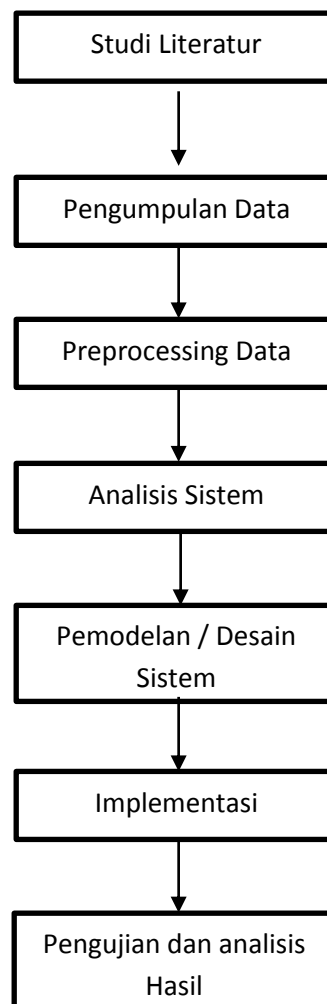 Studi Literatur
Pengumpulan Data
Preprocessing Data
Analisis Sistem
Pemodelan / Desain
Sistem
Implementasi
Pengujian dan analisis
Hasil